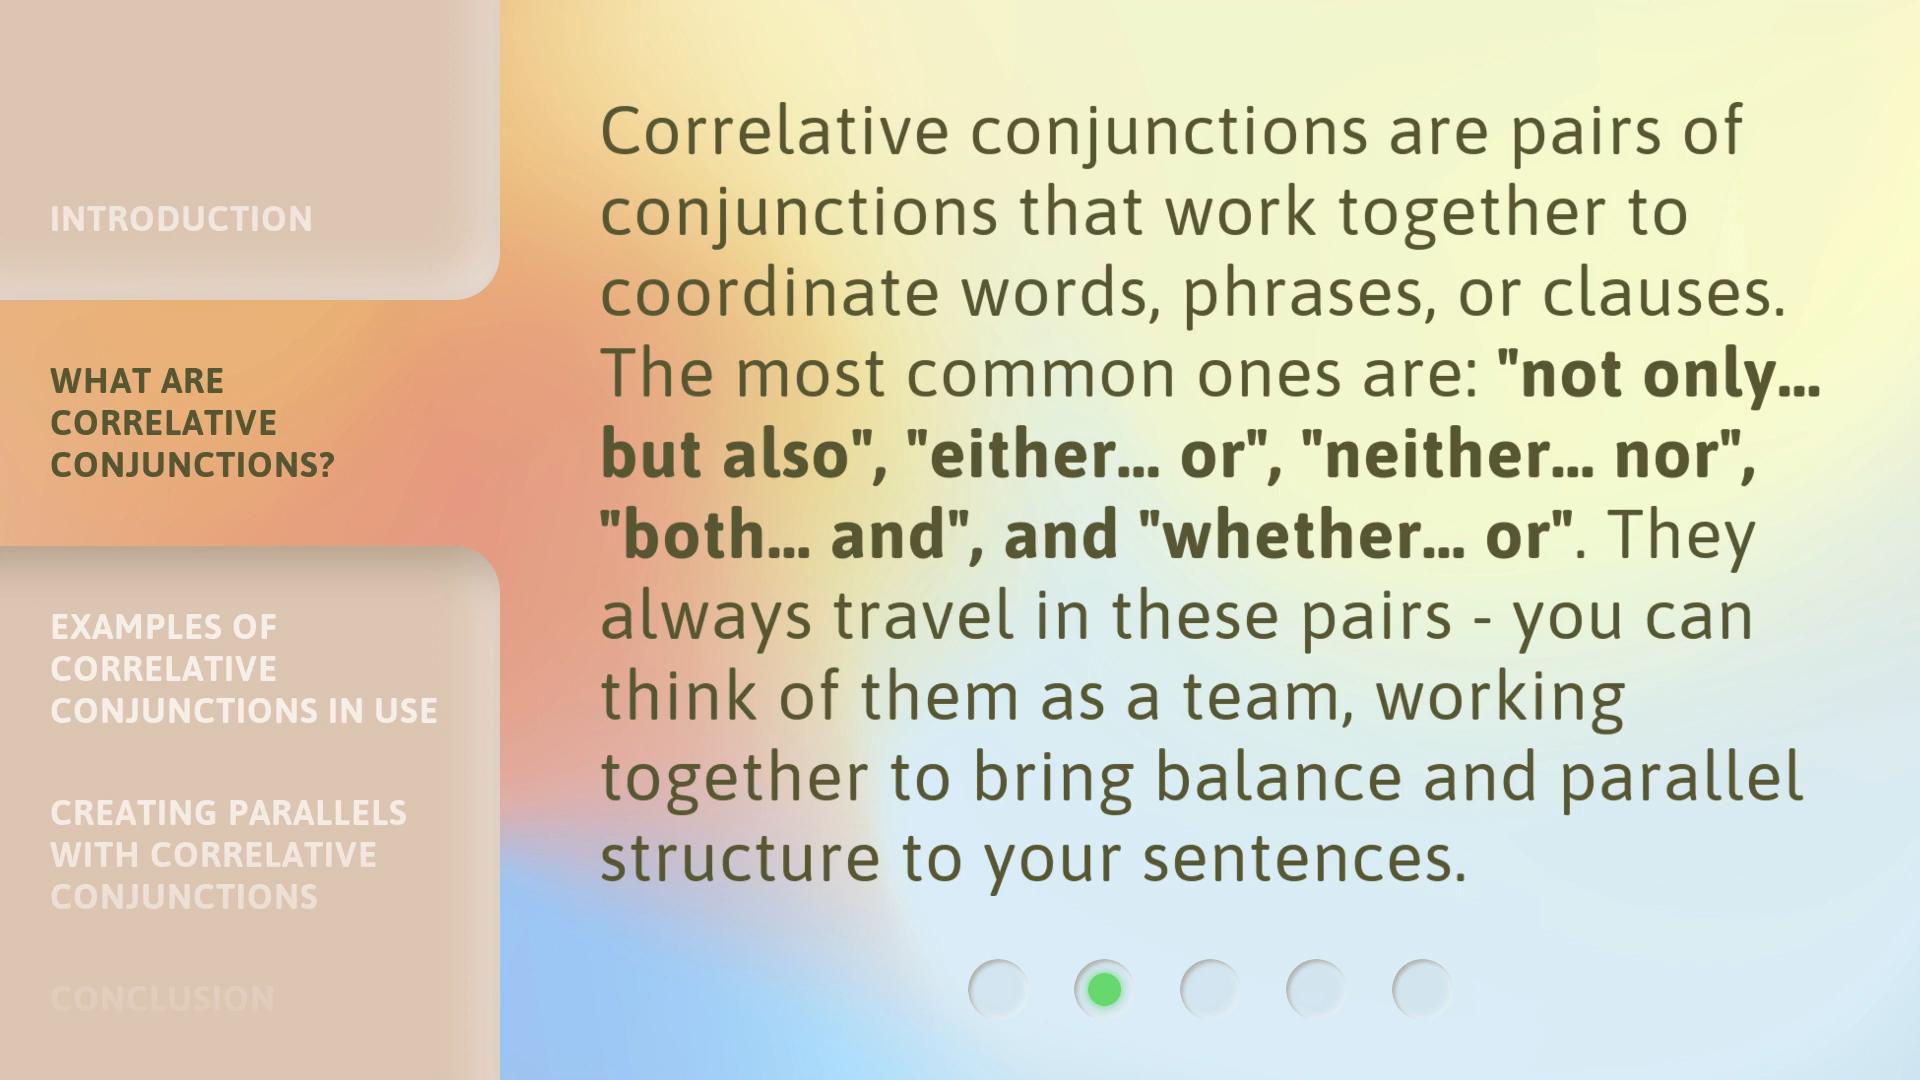 INTRODUCTION
WHAT ARE
CORRELATIVE
CONJUNCTIONS?
EXAMPLES OF
CORRELATIVE
CONJUNCTIONS IN USE
CREATING PARALLELS
WITH CORRELATIVE
CONJUNCTIONS
CONCLUSION
Correlative conjunctions are pairs of
conjunctions that work together to
coordinate words, phrases, or clauses.
The most common ones are: "not only...
but also", "either... or", "neither... nor",
"both... and", and "whether... or". They
always travel in these pairs - you can
think of them as a team, working
together to bring balance and parallel
structure to your sentences.